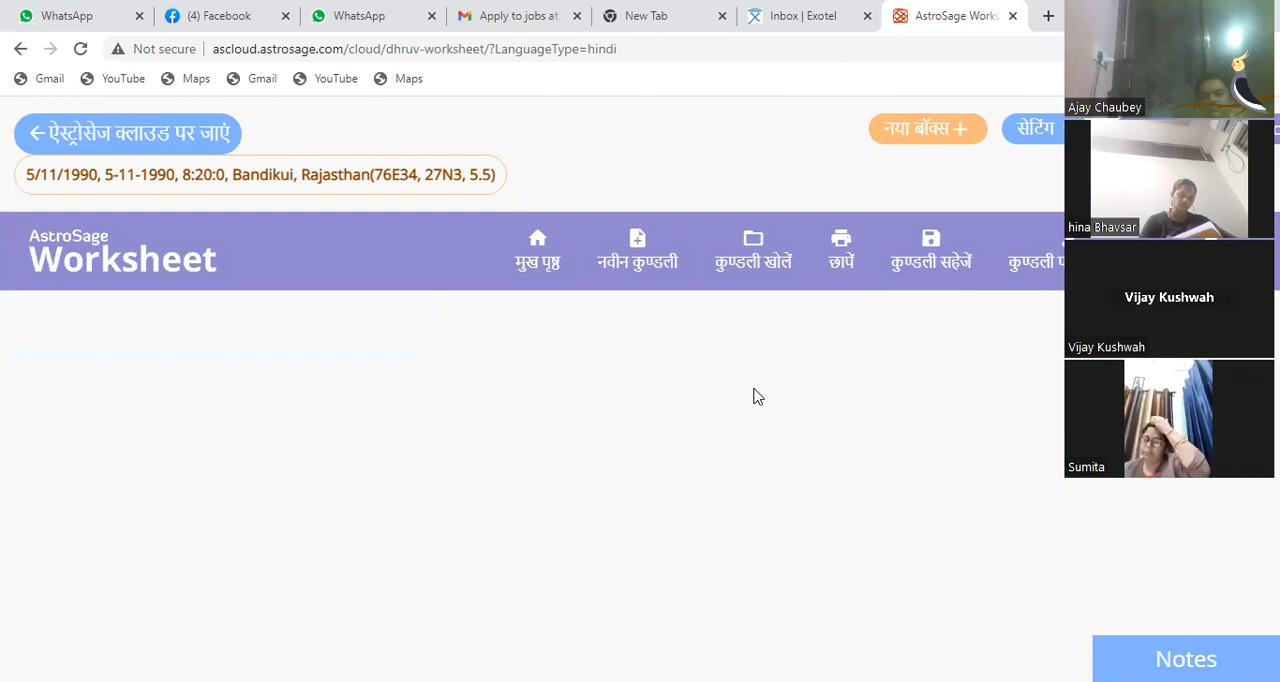 WhatsApp
(4) Facebook
WhatsApp
Apply to jobs at
New Tab
Inbox | Exotel
AstroSage Works
Not secure
ascloud.astrosage.com/cloud/dhruv-worksheet/?LanguageType=hindi
Gmail
YouTube
Maps
Gmail
YouTube
Maps
Ajay Chaubey
←ऐस्ट्रोसेज क्लाउड पर जाएं
नया बॉक्स +
सेटिंग
5/11/1990, 5-11-1990, 8:20:0, Bandikui, Rajasthan(76E34, 27N3, 5.5)
hina Bhavsar
AstroSage
Worksheet
मुख पृष्ठ
नवीन कुण्डली
कुण्डली खोलें
छापें
कुण्डली सहेजें
कुण्डली
Vijay Kushwah
Vijay Kushwah
Sumita
Notes